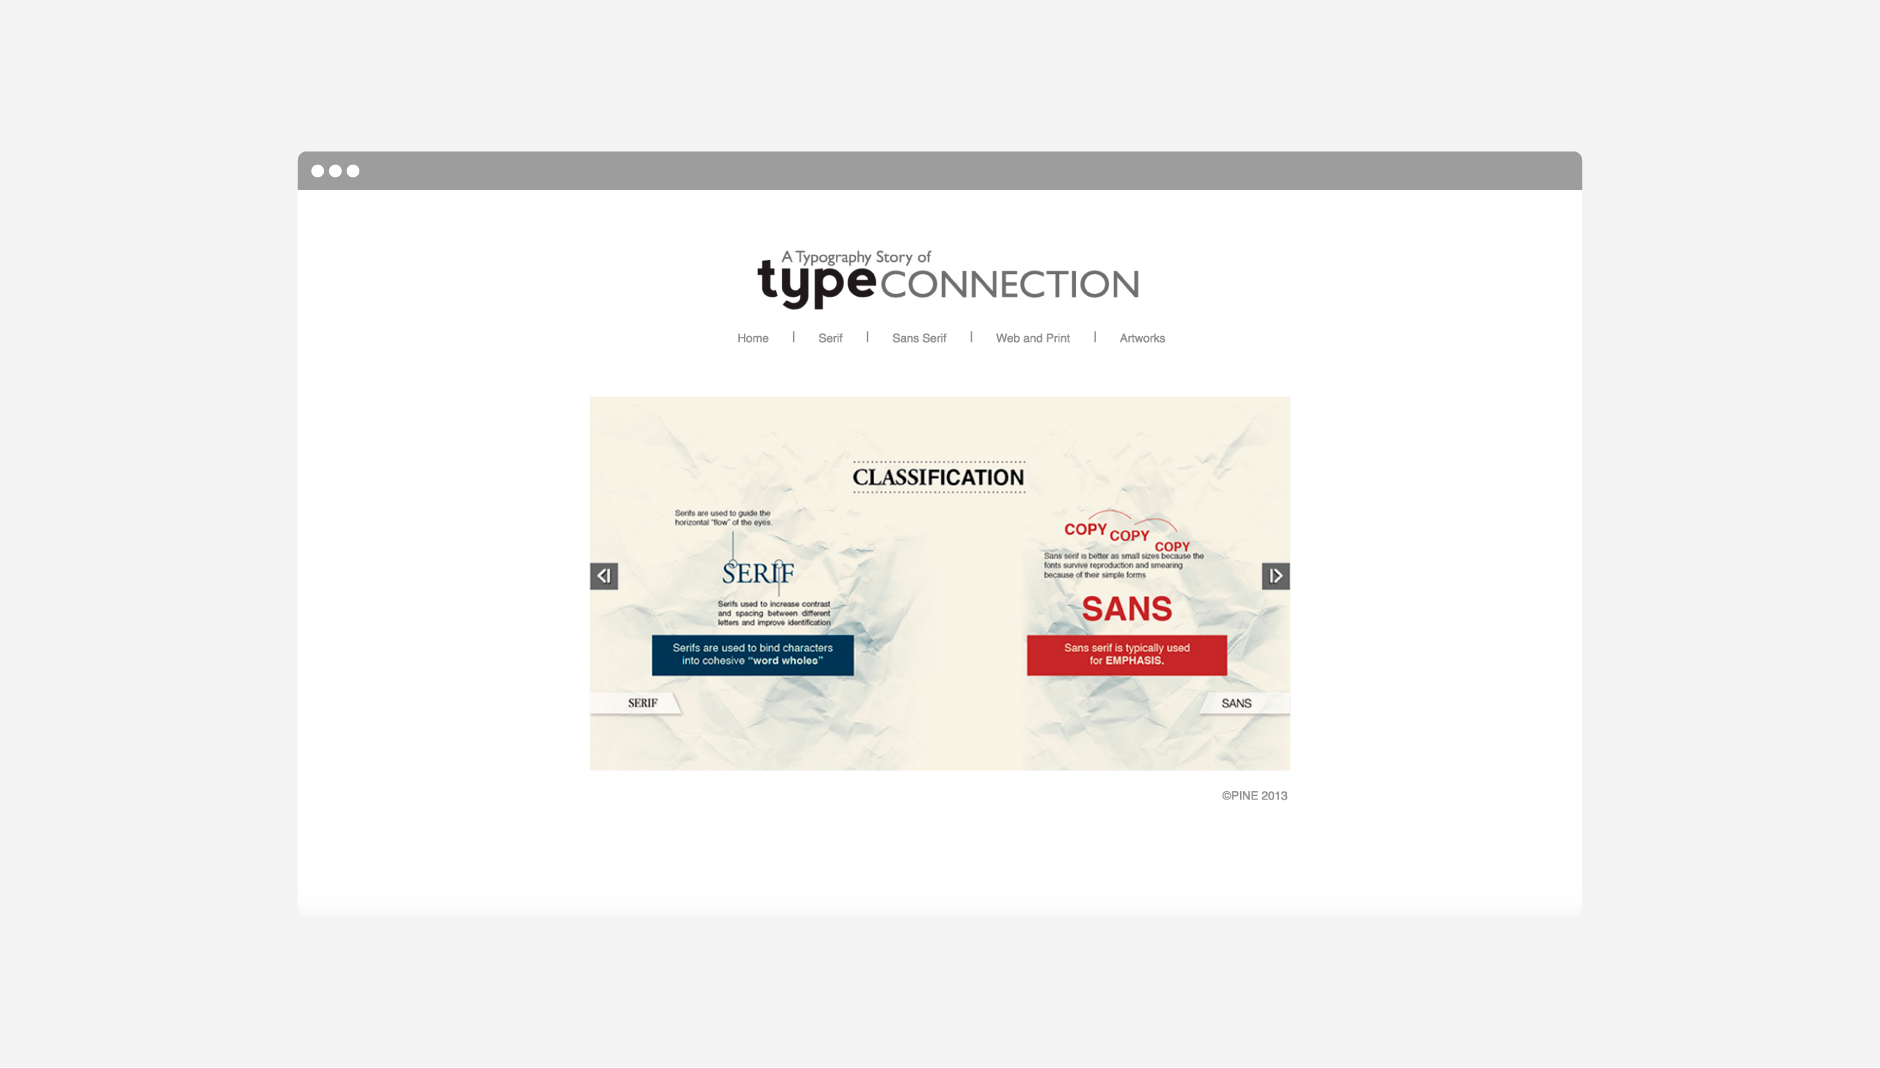 A Typography Story of
typeCONNECTION
Home | Serif | Sans Serif | Web and Print | Artworks
CLASSIFICATION
Serifs are used to guide the
horizontal "flow" of the eyes.
SERIF
Serifs used to increase contrast
and spacing between different
letters and improve identification
Serifs are used to bind characters
into cohesive “word wholes”
SERIF
COPY COPY COPY
Sans serif is better as small sizes because the
fonts survive reproduction and smearing
because of their simple forms
SANS
Sans serif is typically used
for EMPHASIS.
SANS
©PINE 2013